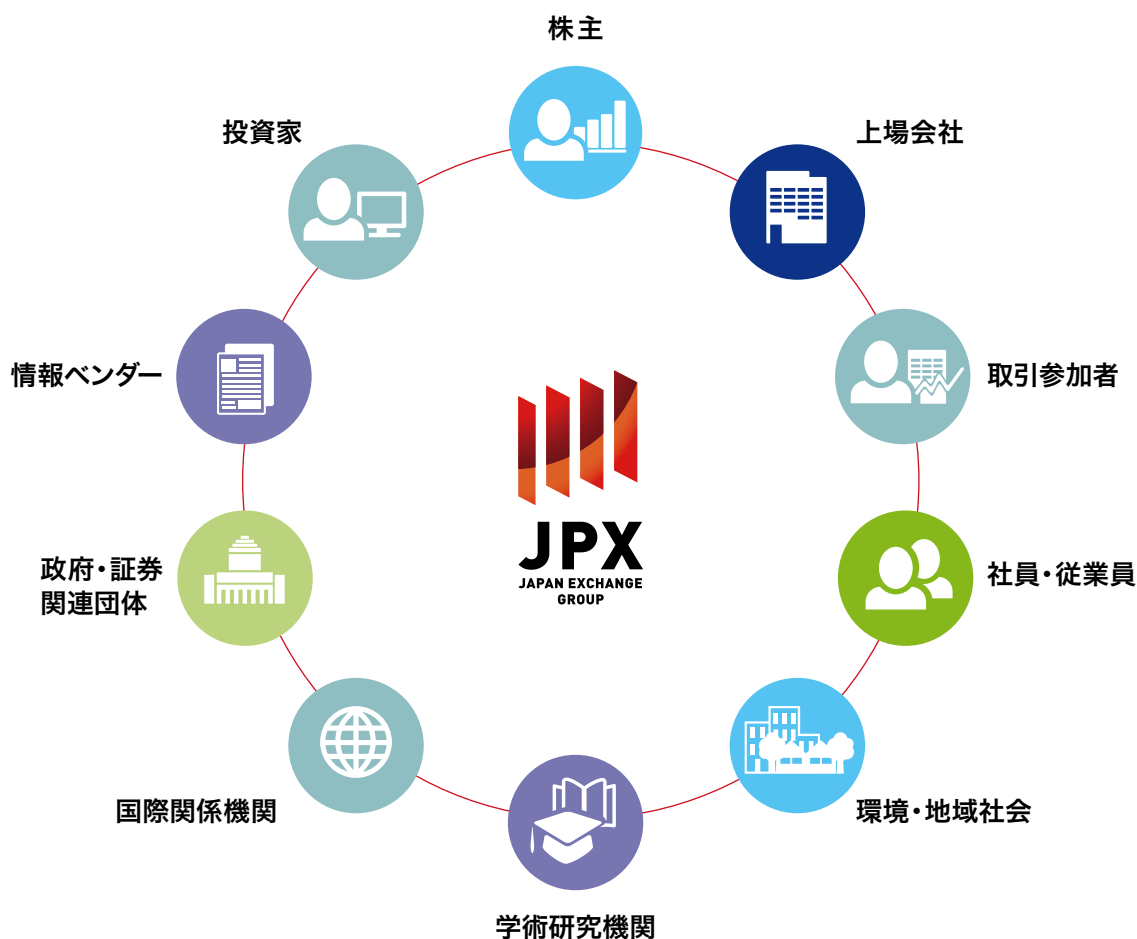 株主
投資家
上場会社
情報ベンダー
取引参加者
JPX
JAPAN EXCHANGE
GROUP
政府・証券
関連団体
社員・従業員
国際関係機関
環境・地域社会
学術研究機関